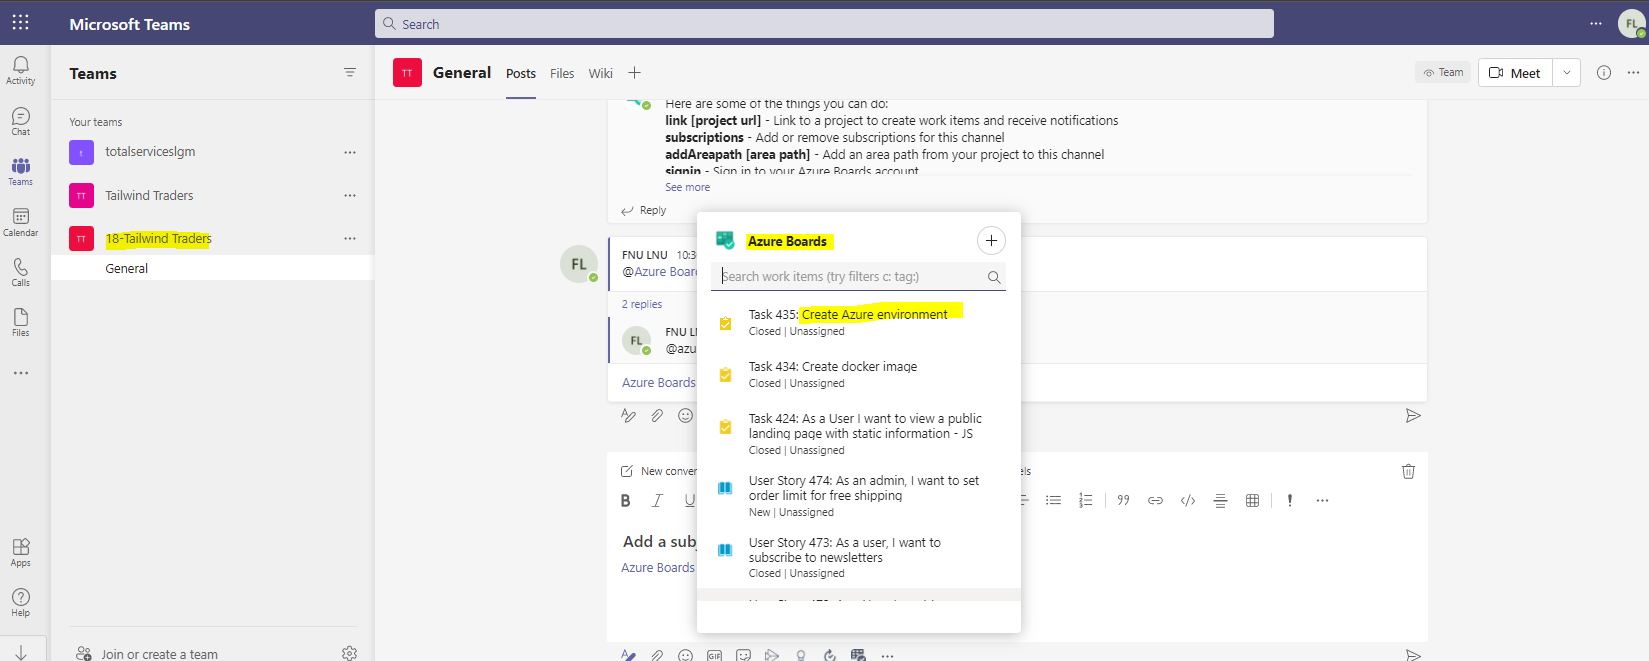 Microsoft Teams
Search
FL
Activity
Chat
Teams
Calendar
Calls
Files
Apps
Help
Teams
Your teams
t
totalserviceslgm
TT
Tailwind Traders
TT
18-Tailwind Traders
General
Join or create a team
TT
General
Posts
Files
Wiki
Team
Meet
Here are some of the things you can do:
link [project url] - Link to a project to create work items and receive notifications
subscriptions - Add or remove subscriptions for this channel
addAreapath [area path] - Add an area path from your project to this channel
signin - Sign in to your Azure Boards account
See more
Reply
FL
FNU LNU 10:3
@Azure Boar
2 replies
FL
FNU L
@azu
Azure Boards
New conver
els
B I U
Add a sub
Azure Boards
GIF
Azure Boards
Search work items (try filters c: tag:)
Task 435: Create Azure environment
Closed | Unassigned
Task 434: Create docker image
Closed | Unassigned
Task 424: As a User I want to view a public
landing page with static information - JS
Closed | Unassigned
User Story 474: As an admin, I want to set
order limit for free shipping
New | Unassigned
User Story 473: As a user, I want to
subscribe to newsletters
Closed | Unassigned